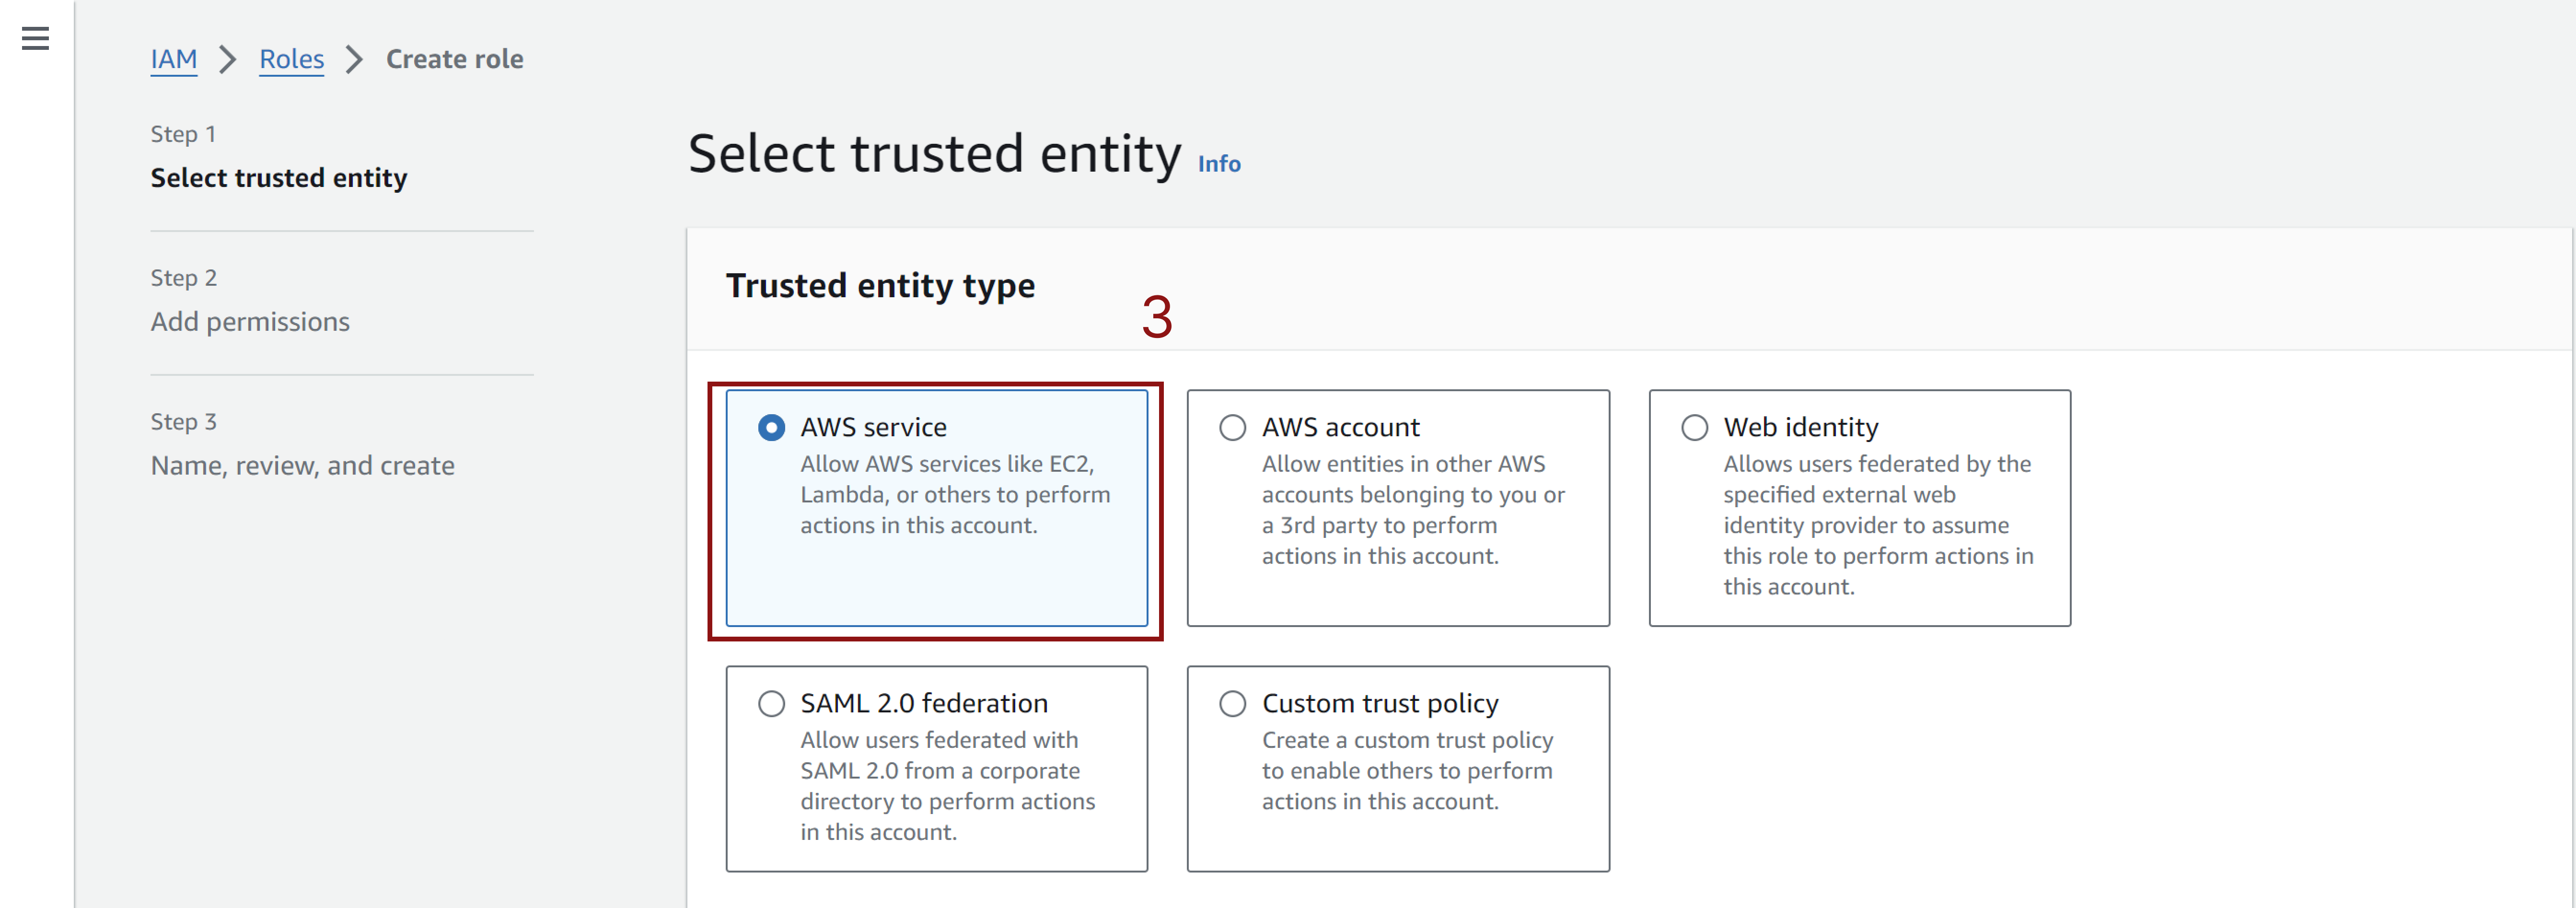 IAM > Roles > Create role
Step 1
Select trusted entity
Step 2
Add permissions
Step 3
Name, review, and create
Select trusted entity Info
Trusted entity type
3
AWS service
Allow AWS services like EC2,
Lambda, or others to perform
actions in this account.
AWS account
Allow entities in other AWS
accounts belonging to you or
a 3rd party to perform
actions in this account.
Web identity
Allows users federated by the
specified external web
identity provider to assume
this role to perform actions in
this account.
SAML 2.0 federation
Allow users federated with
SAML 2.0 from a corporate
directory to perform actions
in this account.
Custom trust policy
Create a custom trust policy
to enable others to perform
actions in this account.